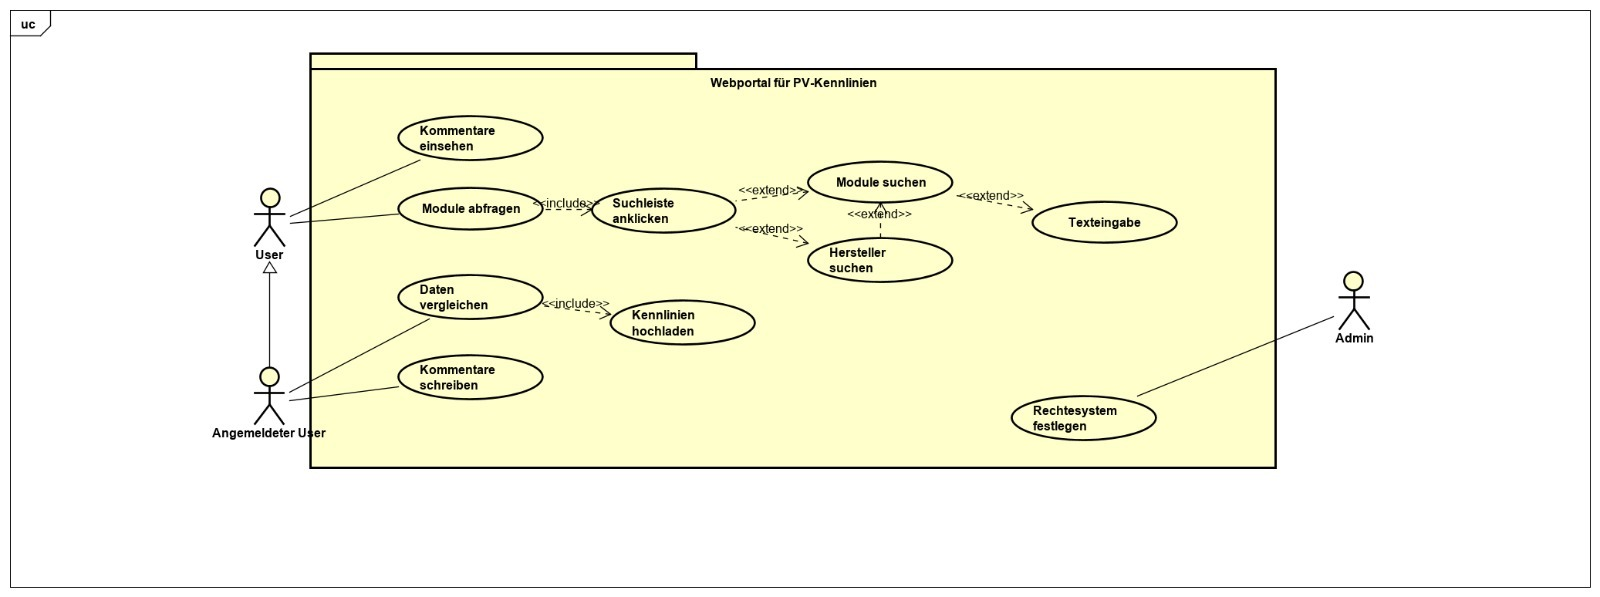 uc
Webportal für PV-Kennlinien
Kommentare
einsehen
Module abfragen
<<include>>
Suchleiste
anklicken
<<extend>>
Module suchen
<<extend>>
Texteingabe
<<extend>>
<<extend>>
Hersteller
suchen
User
Daten
vergleichen
<<include>>
Kennlinien
hochladen
Kommentare
schreiben
Angemeldeter User
Admin
Rechtesystem
festlegen